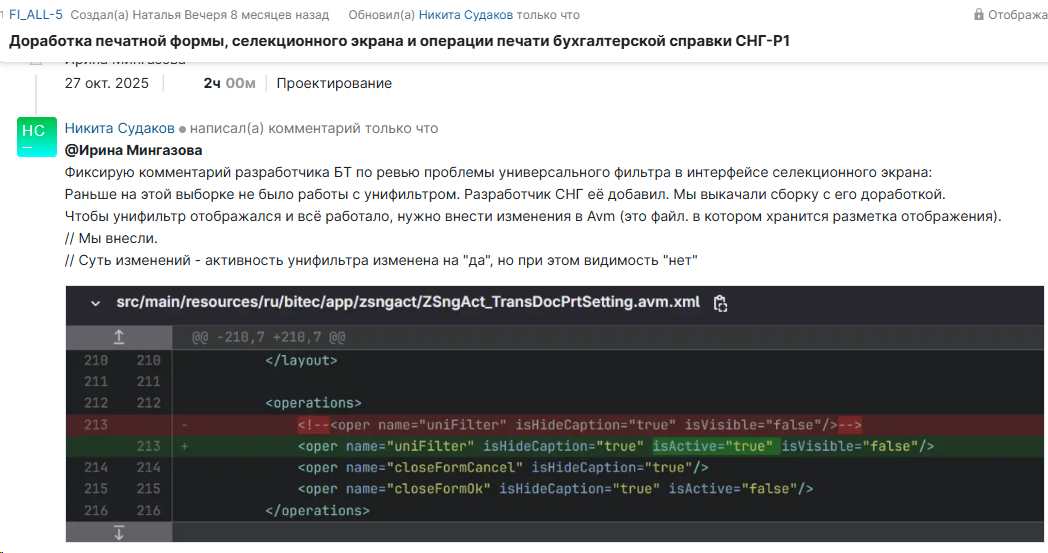 FI_ALL-5 Создал(а) Наталья Вечеря 8 месяцев назад Обновил(а) Никита Судаков только что Отобража
Доработка печатной формы, селекционного экрана и операции печати бухгалтерской справки СНГ-Р1
Ирина Мингазова
27 окт. 2025 2ч 00м Проектирование
НС
Никита Судаков написал(а) комментарий только что
@Ирина Мингазова
Фиксирую комментарий разработчика БТ по ревью проблемы универсального фильтра в интерфейсе селекционного экрана:
Раньше на этой выборке не было работы с унифильтром. Разработчик СНГ её добавил. Мы выкачали сборку с его доработкой.
Чтобы унифильтр отображался и всё работало, нужно внести изменения в Avm (это файл. в котором хранится разметка отображения).
// Мы внесли.
// Суть изменений - активность унифильтра изменена на "да", но при этом видимость "нет"
src/main/resources/ru/bitec/app/zsngact/ZSngAct_TransDocPrtSetting.avm.xml
@@ -210,7 +210,7 @@
210 210 </layout>
211 211
212 212 <operations>
213 - <!--<oper name="uniFilter" isHideCaption="true" isVisible="false"/>-->
213 + <oper name="uniFilter" isHideCaption="true" isActive="true" isVisible="false"/>
214 214 <oper name="closeFormCancel" isHideCaption="true"/>
215 215 <oper name="closeFormOk" isHideCaption="true" isActive="false"/>
216 216 </operations>